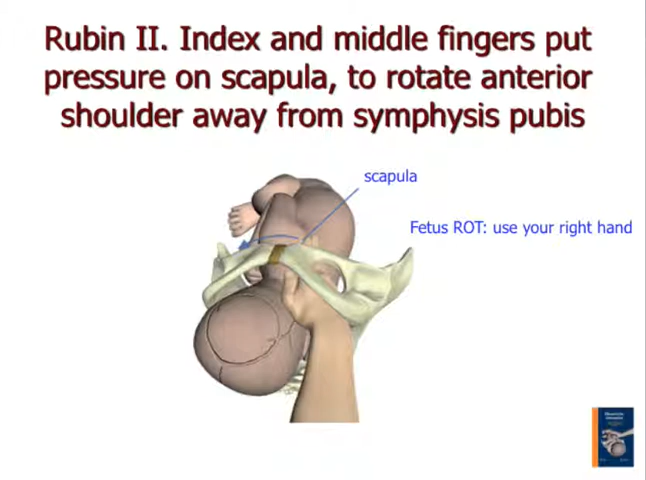 Rubin II. Index and middle fingers put
pressure on scapula, to rotate anterior
shoulder away from symphysis pubis
scapula
Fetus ROT: use your right hand